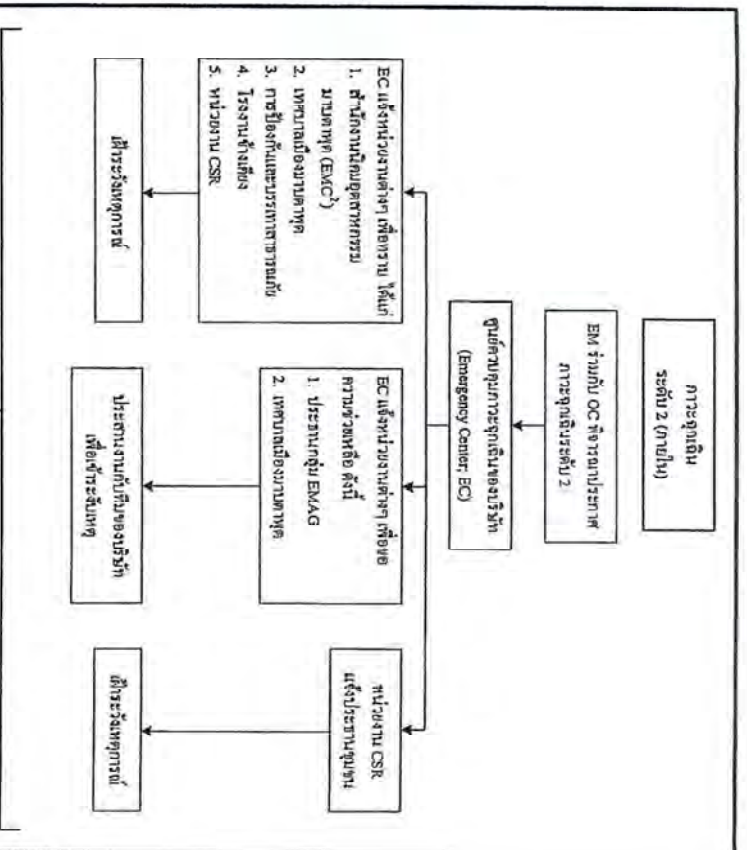 ภาวะฉุกเฉิน
ระดับ 2 (ภายใน)
EM ร่วมกับ OC พิจารณาประกาศ
ภาวะฉุกเฉินระดับ 2
ศูนย์ควบคุมภาวะฉุกเฉินของบริษัท
(Emergency Center; EC)
EC แจ้งหน่วยงานต่างๆ เพื่อทราบ ได้แก่
1. สำนักงานนิคมอุตสาหกรรม
มาบตาพุด (EMC²)
2. เทศบาลเมืองมาบตาพุด
3. การป้องกันและบรรเทาสาธารณภัย
4. โรงงานข้างเคียง
5. หน่วยงาน CSR
เฝ้าระวังเหตุการณ์
EC แจ้งหน่วยงานต่างๆ เพื่อขอ
ความช่วยเหลือ ดังนี้
1. ประธานกลุ่ม EMAG
2. เทศบาลเมืองมาบตาพุด
ประสานงานกับทีมของบริษัท
เพื่อเข้าระงับเหตุ
หน่วยงาน CSR
แจ้งประธานชุมชน
เฝ้าระวังเหตุการณ์